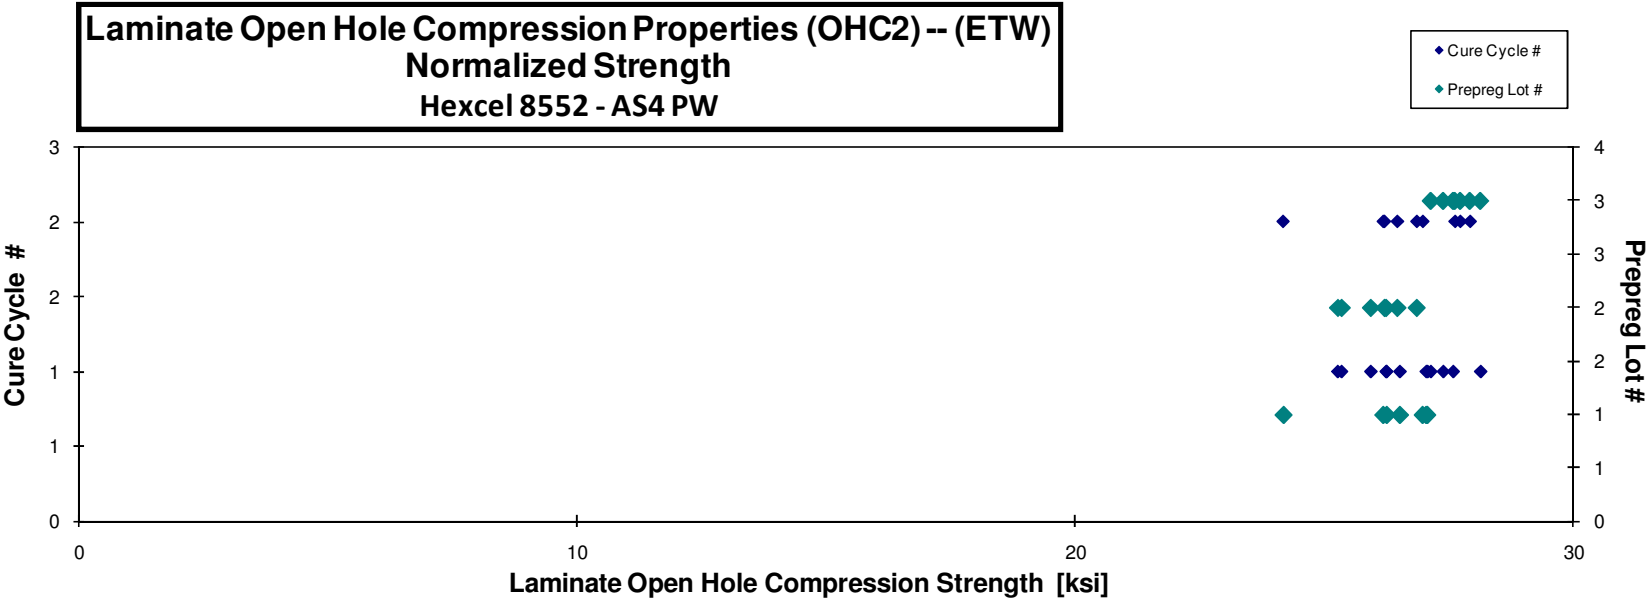 Laminate Open Hole Compression Properties (OHC2) -- (ETW)
Normalized Strength
Hexcel 8552 - AS4 PW
Cure Cycle #
Prepreg Lot #
3
2
2
1
1
0
Cure Cycle #
4
3
3
2
2
1
1
0
Prepreg Lot #
0 10 20 30
Laminate Open Hole Compression Strength [ksi]